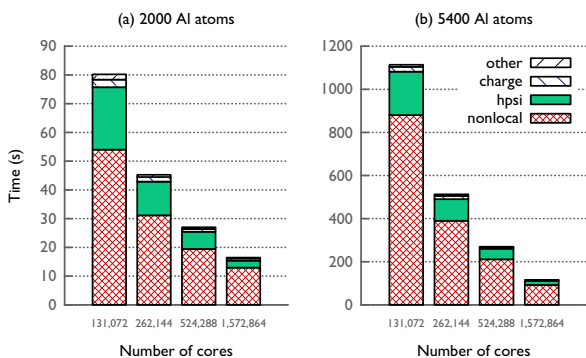 (a) 2000 Al atoms
(b) 5400 Al atoms
90
80
70
60
50
40
30
20
10
0
Time (s)
131,072 262,144 524,288 1,572,864
Number of cores
1200
1000
800
600
400
200
0
other
charge
hpsi
nonlocal
131,072 262,144 524,288 1,572,864
Number of cores